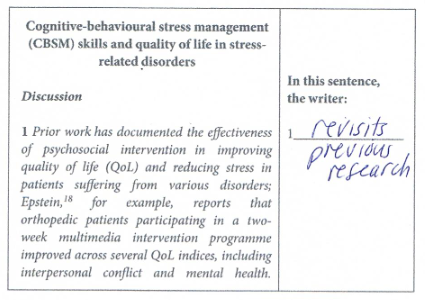 Cognitive-behavioural stress management
(CBSM) skills and quality of life in stress-
related disorders
Discussion
1 Prior work has documented the effectiveness
of psychosocial intervention in improving
quality of life (QoL) and reducing stress in
patients suffering from various disorders;
Epstein,18 for example, reports that
orthopedic patients participating in a two-
week multimedia intervention programme
improved across several QoL indices, including
interpersonal conflict and mental health.
In this sentence,
the writer:
1 revisits
previous
research